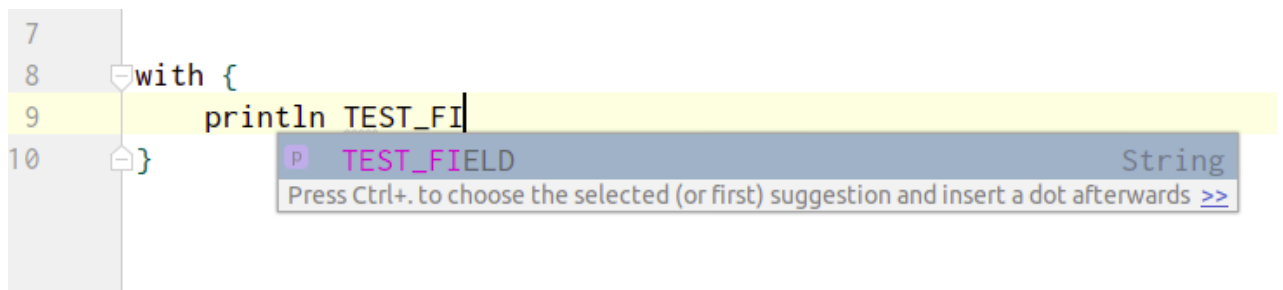 7
8 with {
9 println TEST_FI
10 }
P TEST_FIELD String
Press Ctrl+. to choose the selected (or first) suggestion and insert a dot afterwards >>